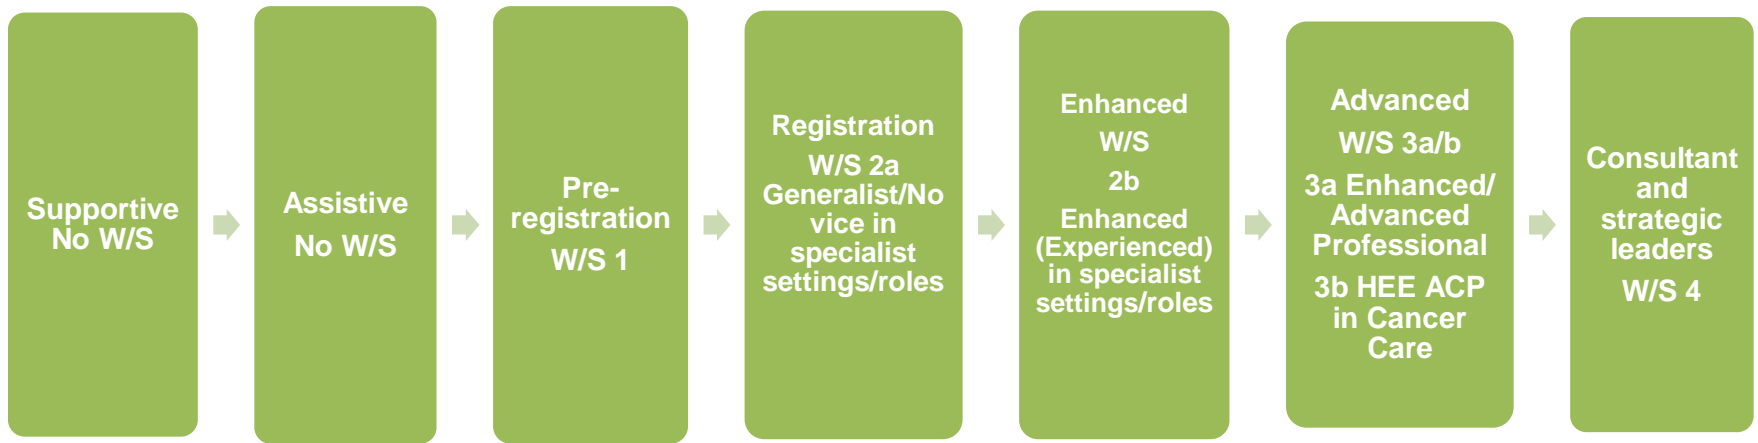 Supportive
No W/S
Assistive
No W/S
Pre-
registration
W/S 1
Registration
W/S 2a
Generalist/No
vice in
specialist
settings/roles
Enhanced
W/S
2b
Enhanced
(Experienced)
in specialist
settings/roles
Advanced
W/S 3a/b
3a Enhanced/
Advanced
Professional
3b HEE ACP
in Cancer
Care
Consultant
and
strategic
leaders
W/S 4